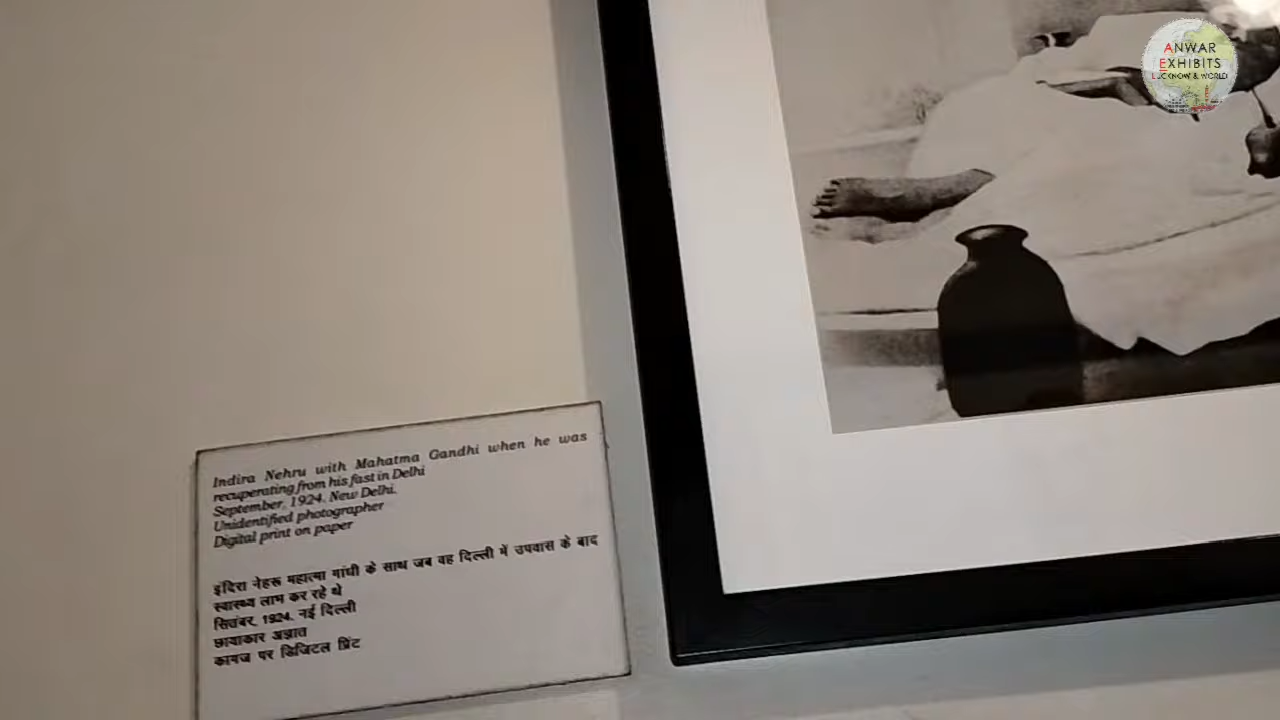 ANWAR
EXHIBITS
LUCKNOW & WORLD
Indira Nehru with Mahatma Gandhi when he was
recuperating from his fast in Delhi
September, 1924, New Delhi.
Unidentified photographer
Digital print on paper
इंदिरा नेहरू महात्मा गांधी के साथ जब वह दिल्ली में उपवास के बाद
स्वास्थ्य लाभ कर रहे थे
सितंबर, 1924, नई दिल्ली
छायाकार अज्ञात
कागज पर डिजिटल प्रिंट